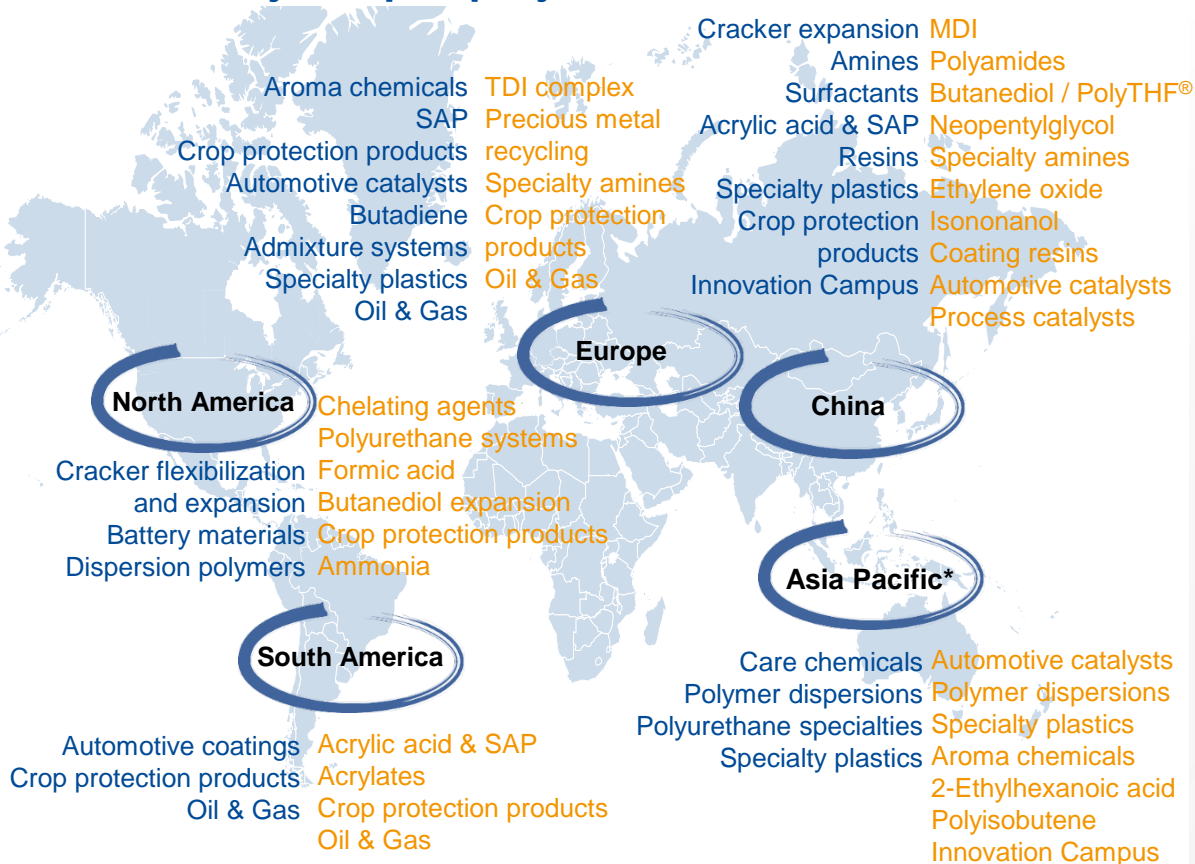 Aroma chemicals
SAP
Crop protection products
Automotive catalysts
Butadiene
Admixture systems
Specialty plastics
Oil & Gas
TDI complex
Precious metal
recycling
Specialty amines
Crop protection
products
Oil & Gas
Europe
Cracker expansion
Amines
Surfactants
Acrylic acid & SAP
Resins
Specialty plastics
Crop protection
products
Innovation Campus
MDI
Polyamides
Butanediol / PolyTHF®
Neopentylglycol
Specialty amines
Ethylene oxide
Isononanol
Coating resins
Automotive catalysts
Process catalysts
China
North America
Cracker flexibilization
and expansion
Battery materials
Dispersion polymers
Chelating agents
Polyurethane systems
Formic acid
Butanediol expansion
Crop protection products
Ammonia
South America
Automotive coatings
Crop protection products
Oil & Gas
Acrylic acid & SAP
Acrylates
Crop protection products
Oil & Gas
Asia Pacific*
Care chemicals
Polymer dispersions
Polyurethane specialties
Specialty plastics
Automotive catalysts
Polymer dispersions
Specialty plastics
Aroma chemicals
2-Ethylhexanoic acid
Polyisobutene
Innovation Campus